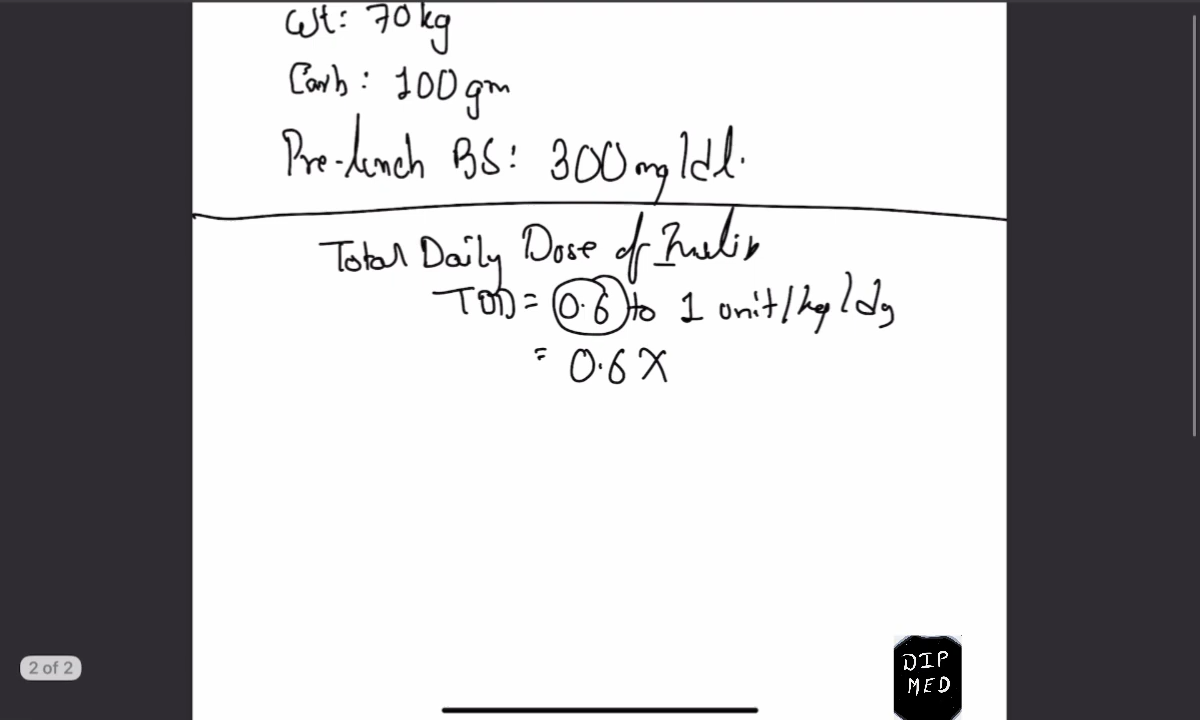 Wt: 70 kg
Carb: 100 gm
Pre-lunch BS: 300 mg/dl.
Total Daily Dose of Insulin
TDD = 0.6 to 1 unit/kg/dy
= 0.6 X
2 of 2
DIP
MED